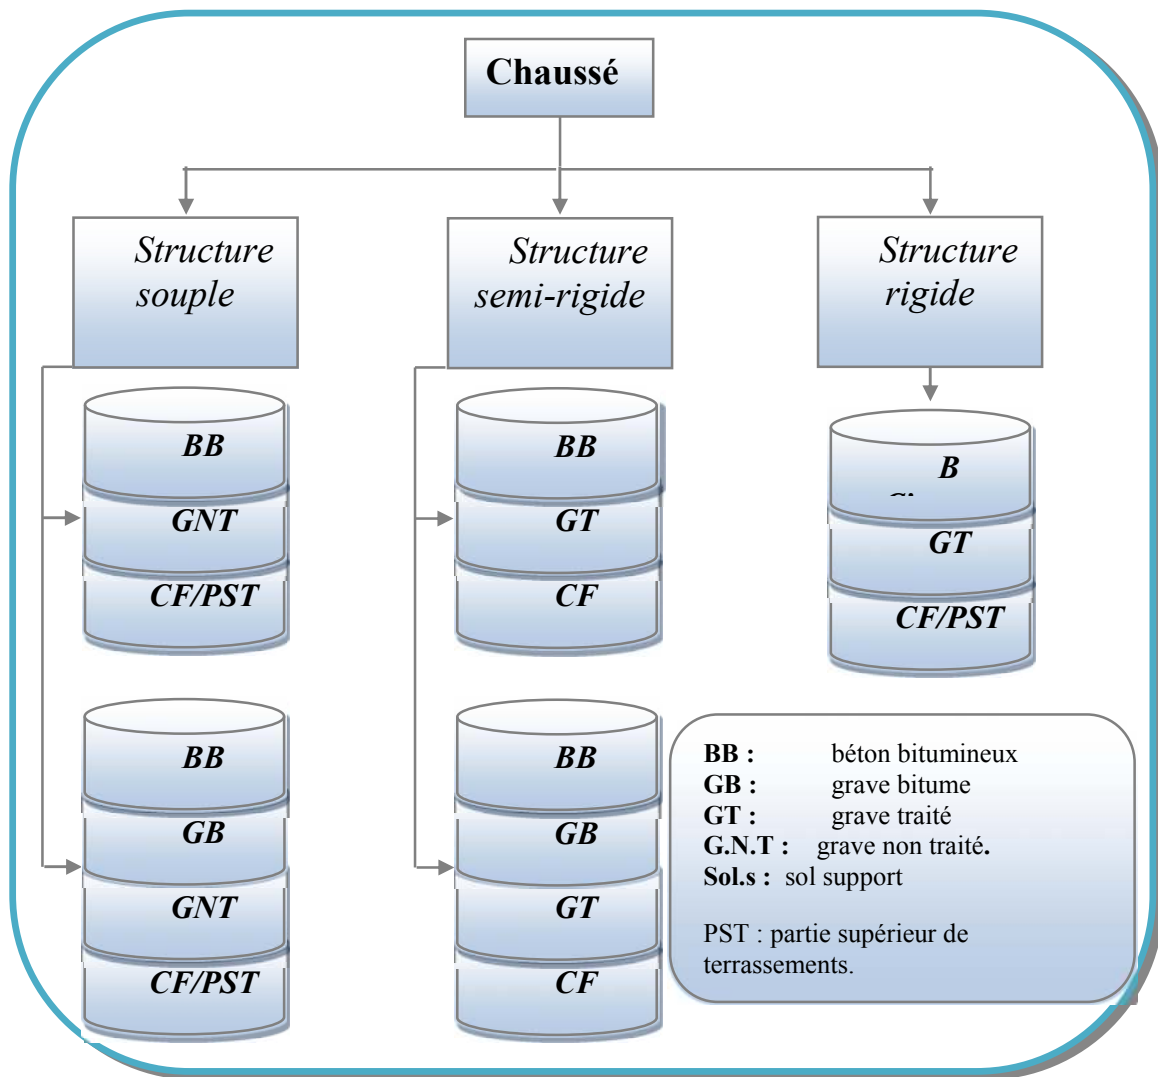 Chaussé
Structure
souple
Structure
semi-rigide
Structure
rigide
BB
GNT
CF/PST
BB
GB
GNT
CF/PST
BB
GT
CF
BB
GB
GT
CF
B
GT
CF/PST
BB : béton bitumineux
GB : grave bitume
GT : grave traité
G.N.T : grave non traité.
Sol.s : sol support
PST : partie supérieur de
terrassements.